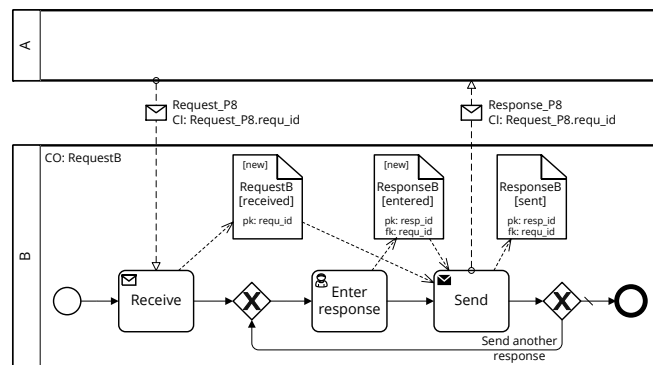 A
Request_P8
CI: Request_P8.requ_id
Response_P8
CI: Request_P8.requ_id
B
CO: RequestB
[new]
RequestB
[received]
pk: requ_id
[new]
ResponseB
[entered]
pk: resp_id
fk: requ_id
ResponseB
[sent]
pk: resp_id
fk: requ_id
Receive
X
Enter
response
Send
X
Send another
response